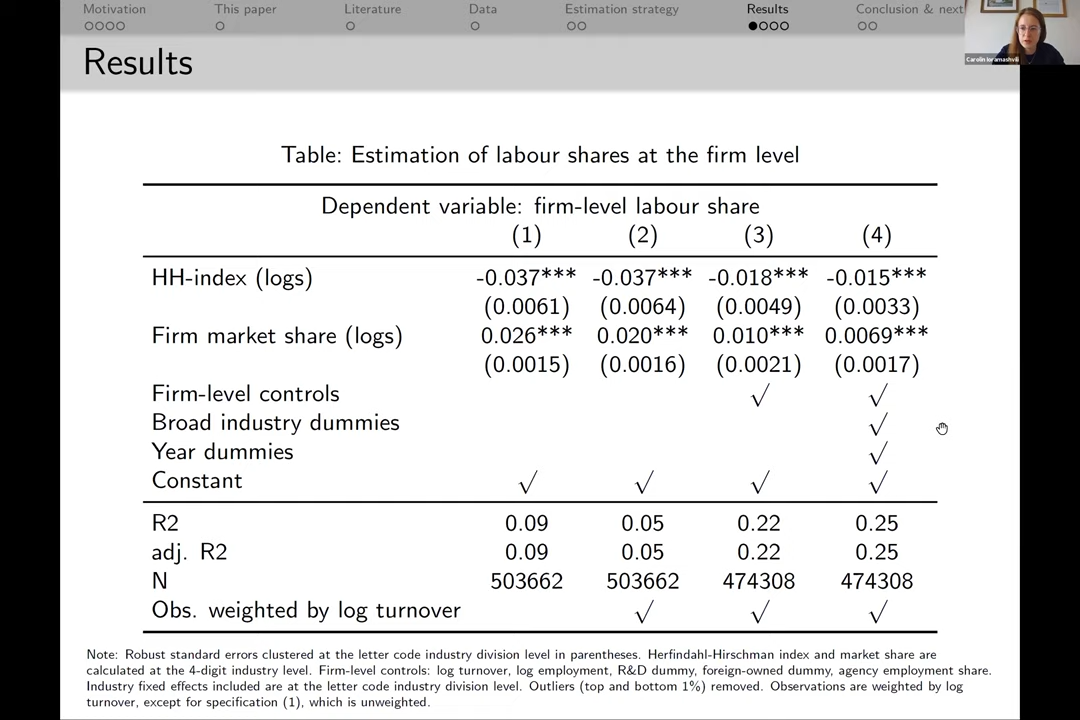 Motivation This paper Literature Data Estimation strategy Results Conclusion & next
Carolin Ioramashvili
Results
Table: Estimation of labour shares at the firm level
Dependent variable: firm-level labour share
(1) (2) (3) (4)
HH-index (logs) -0.037*** -0.037*** -0.018*** -0.015***
(0.0061) (0.0064) (0.0049) (0.0033)
Firm market share (logs) 0.026*** 0.020*** 0.010*** 0.0069***
(0.0015) (0.0016) (0.0021) (0.0017)
Firm-level controls √ √
Broad industry dummies √
Year dummies √
Constant √ √ √ √
R2 0.09 0.05 0.22 0.25
adj. R2 0.09 0.05 0.22 0.25
N 503662 503662 474308 474308
Obs. weighted by log turnover √ √ √
Note: Robust standard errors clustered at the letter code industry division level in parentheses. Herfindahl-Hirschman index and market share are
calculated at the 4-digit industry level. Firm-level controls: log turnover, log employment, R&D dummy, foreign-owned dummy, agency employment share.
Industry fixed effects included are at the letter code industry division level. Outliers (top and bottom 1%) removed. Observations are weighted by log
turnover, except for specification (1), which is unweighted.